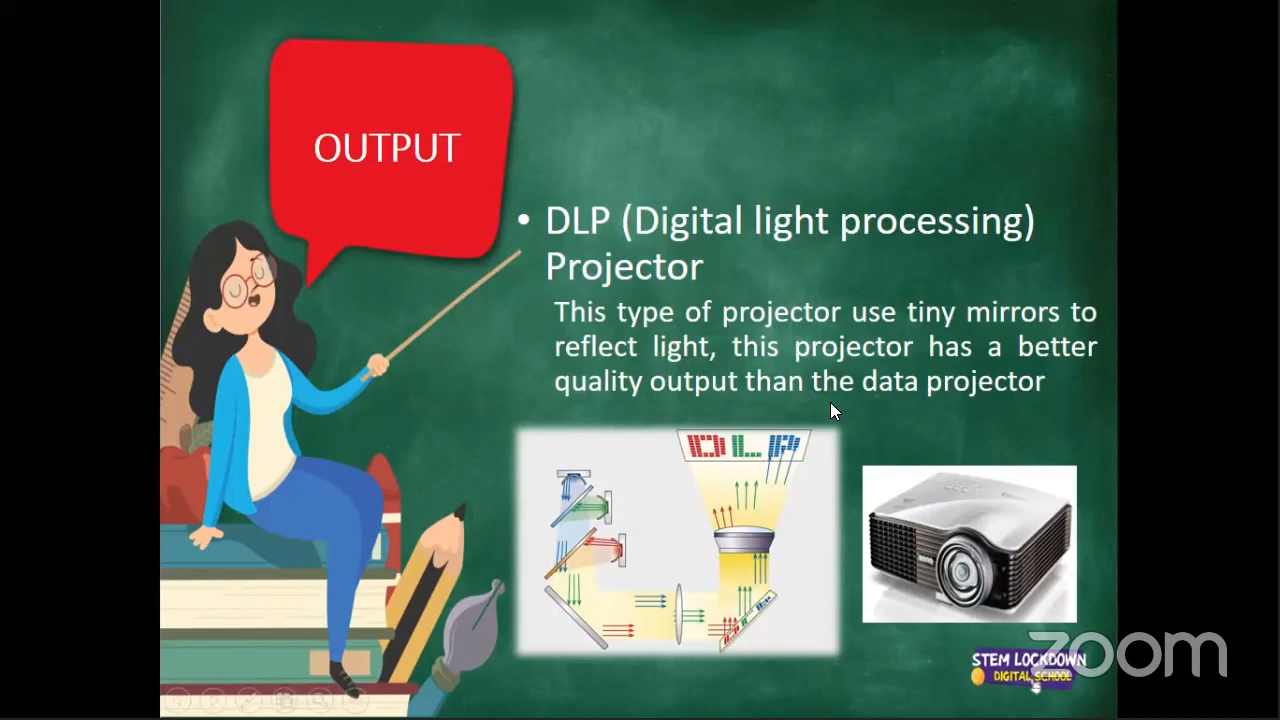 OUTPUT
• DLP (Digital light processing)
Projector
This type of projector use tiny mirrors to
reflect light, this projector has a better
quality output than the data projector
DLP
STEM LOCKDOWN
DIGITAL SCHOOL
zoom